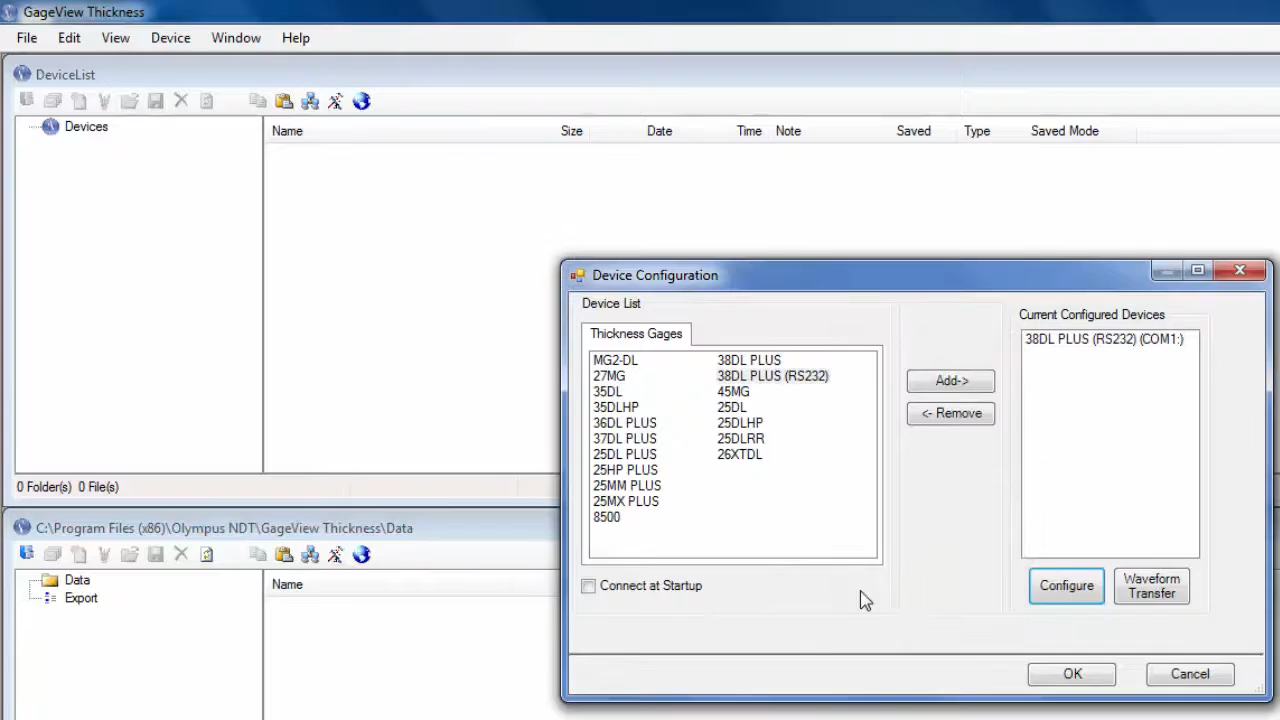 GageView Thickness
File Edit View Device Window Help
DeviceList
Devices
Name Size Date Time Note Saved Type Saved Mode
0 Folder(s) 0 File(s)
C:\Program Files (x86)\Olympus NDT\GageView Thickness\Data
Data
Export
Name
Device Configuration
Device List
Thickness Gages
MG2-DL
27MG
35DL
35DLHP
36DL PLUS
37DL PLUS
25DL PLUS
25HP PLUS
25MM PLUS
25MX PLUS
8500
38DL PLUS
38DL PLUS (RS232)
45MG
25DL
25DLHP
25DLRR
26XTDL
Connect at Startup
Add->
<- Remove
Current Configured Devices
38DL PLUS (RS232) (COM1:)
Configure
Waveform
Transfer
OK
Cancel